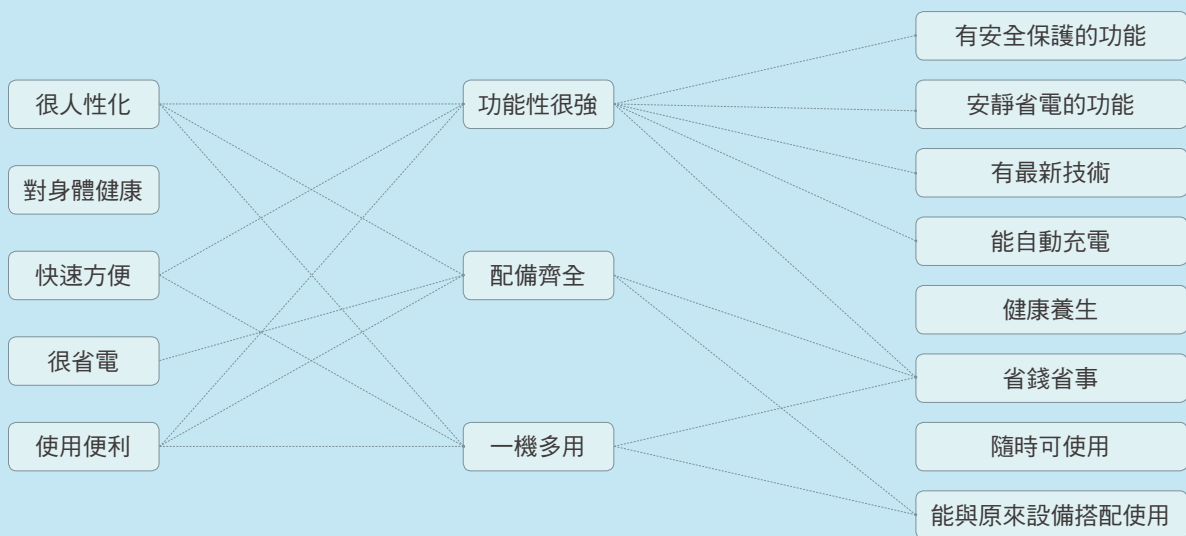 很人性化
對身體健康
快速方便
很省電
使用便利
功能性很強
配備齊全
一機多用
有安全保護的功能
安靜省電的功能
有最新技術
能自動充電
健康養生
省錢省事
隨時可使用
能與原來設備搭配使用